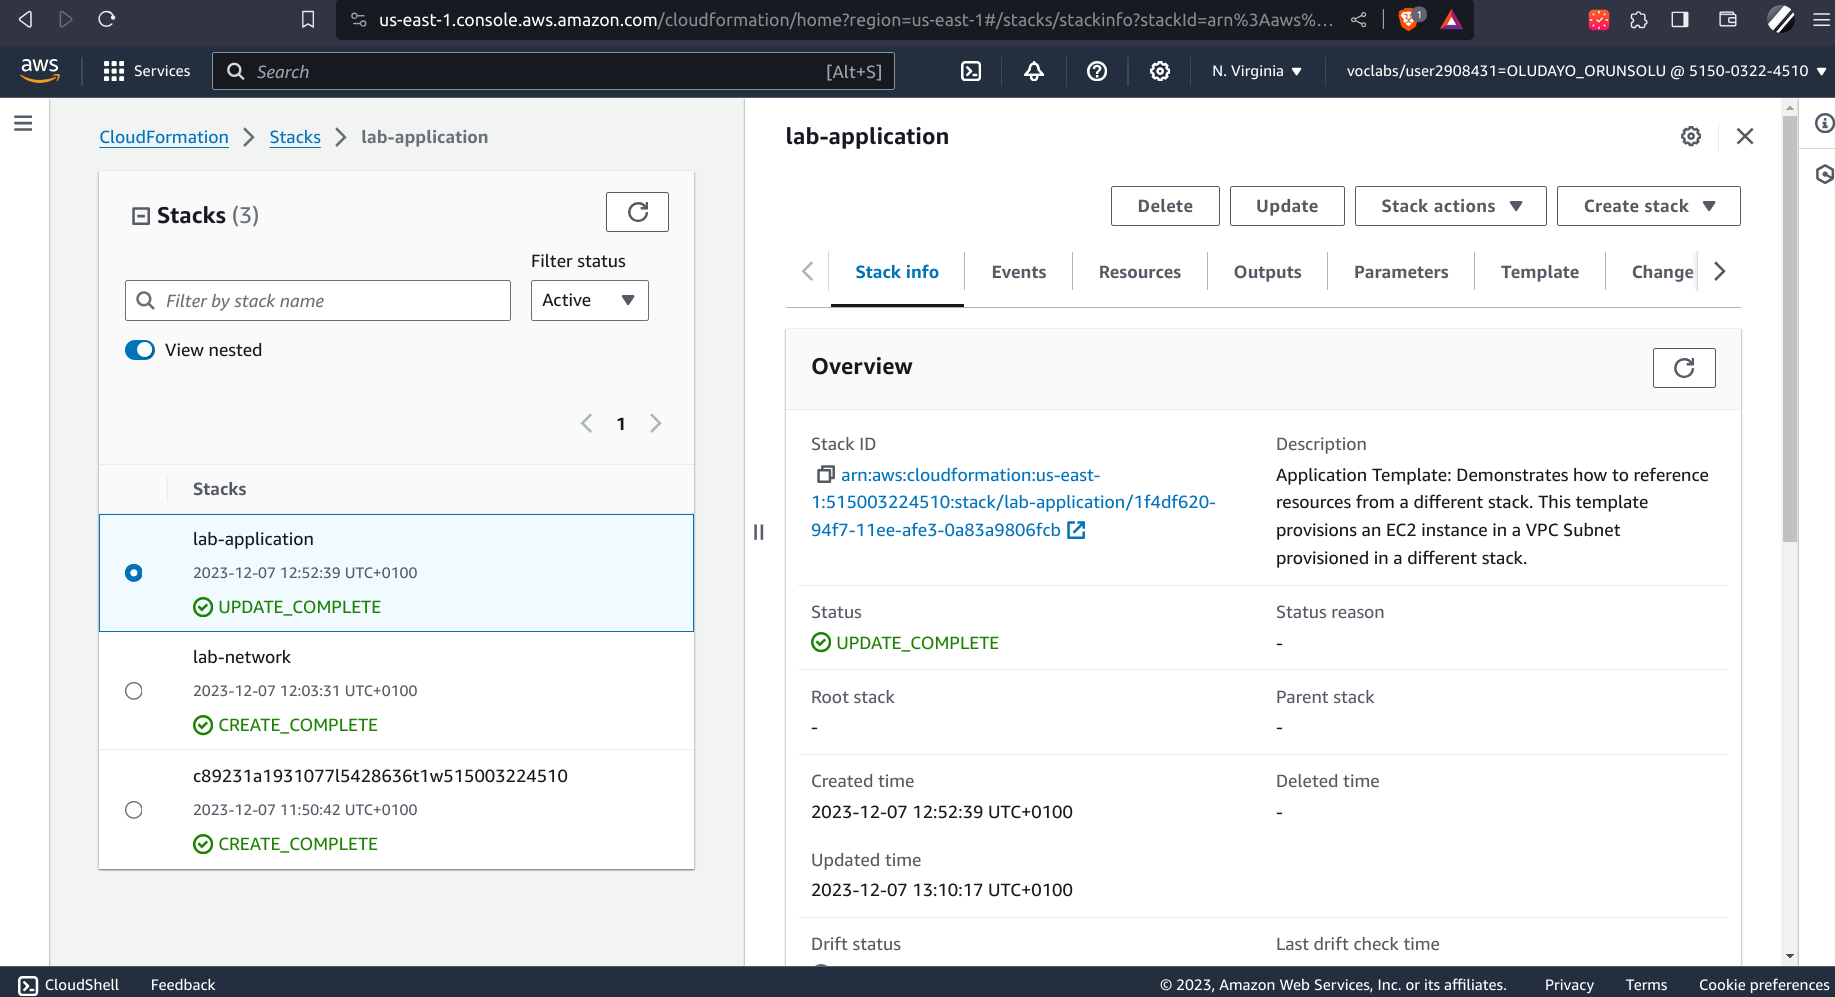 us-east-1.console.aws.amazon.com/cloudformation/home?region=us-east-1#/stacks/stackinfo?stackId=arn%3Aaws%...
1
aws
Services
Search
[Alt+S]
N. Virginia
voclabs/user2908431=OLUDAYO_ORUNSOLU @ 5150-0322-4510
CloudFormation
Stacks
lab-application
Stacks (3)
Filter status
Filter by stack name
Active
View nested
1
Stacks
lab-application
2023-12-07 12:52:39 UTC+0100
UPDATE_COMPLETE
lab-network
2023-12-07 12:03:31 UTC+0100
CREATE_COMPLETE
c89231a1931077l5428636t1w515003224510
2023-12-07 11:50:42 UTC+0100
CREATE_COMPLETE
lab-application
Delete
Update
Stack actions
Create stack
Stack info
Events
Resources
Outputs
Parameters
Template
Change
Overview
Stack ID
arn:aws:cloudformation:us-east-
1:515003224510:stack/lab-application/1f4df620-
94f7-11ee-afe3-0a83a9806fcb
Description
Application Template: Demonstrates how to reference
resources from a different stack. This template
provisions an EC2 instance in a VPC Subnet
provisioned in a different stack.
Status
UPDATE_COMPLETE
Status reason
-
Root stack
-
Parent stack
-
Created time
2023-12-07 12:52:39 UTC+0100
Deleted time
-
Updated time
2023-12-07 13:10:17 UTC+0100
Drift status
Last drift check time
CloudShell
Feedback
© 2023, Amazon Web Services, Inc. or its affiliates.
Privacy
Terms
Cookie preferences